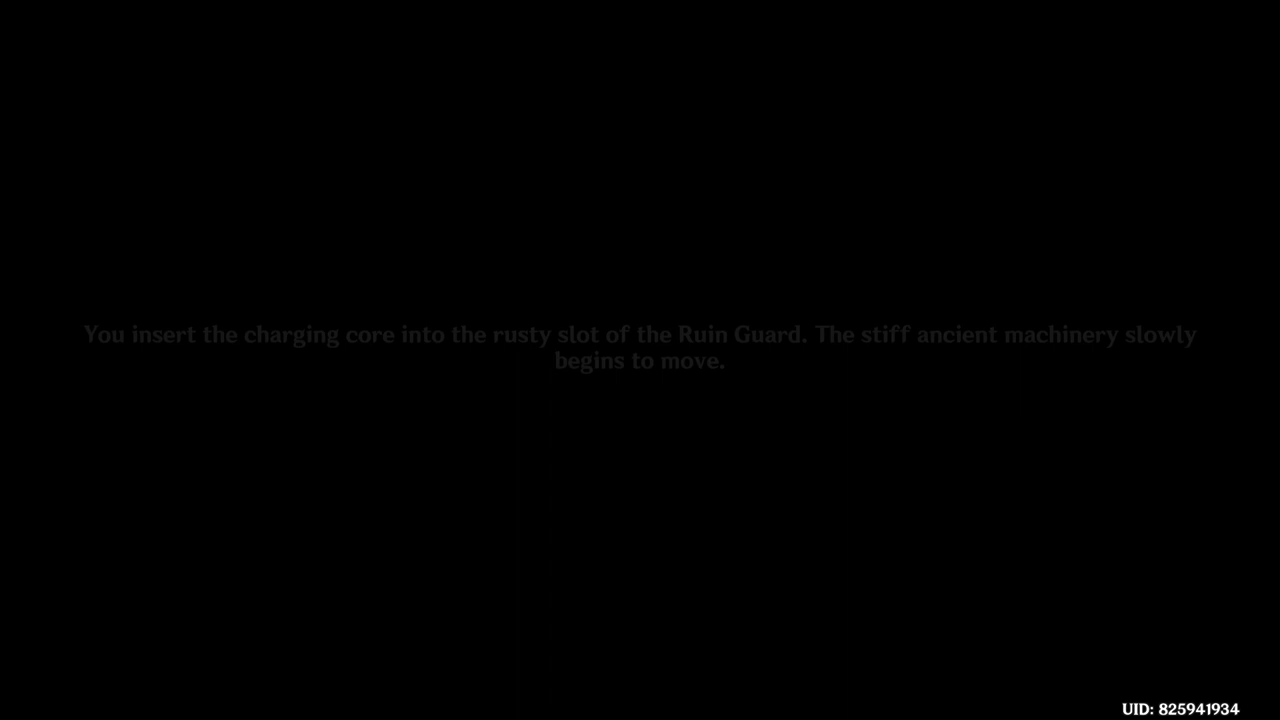 You insert the charging core into the rusty slot of the Ruin Guard. The stiff ancient machinery slowly
begins to move.
UID: 825941934